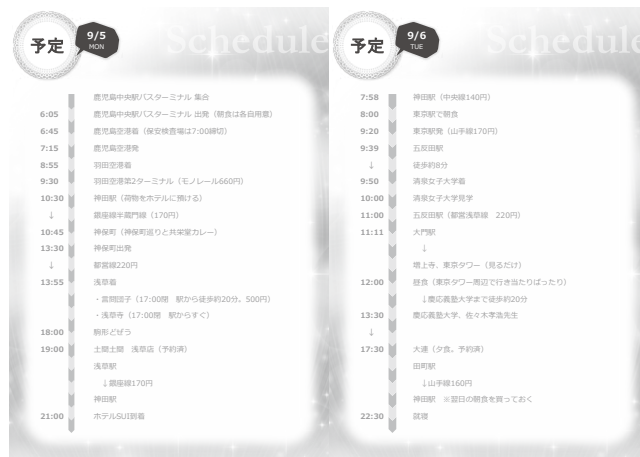 予定
9/5
MON
Schedule
鹿児島中央駅バスターミナル 集合
6:05 鹿児島中央駅バスターミナル 出発（朝食は各自用意）
6:45 鹿児島空港着（保安検査場は7:00締切）
7:15 鹿児島空港発
8:55 羽田空港着
9:30 羽田空港第2ターミナル（モノレール660円）
10:30 神田駅（荷物をホテルに預ける）
↓ 銀座線半蔵門線（170円）
10:45 神保町（神保町巡りと共栄堂カレー）
13:30 神保町出発
↓ 都営線220円
13:55 浅草着
・言問団子（17:00閉　駅から徒歩約20分。500円）
・浅草寺（17:00閉　駅からすぐ）
18:00 駒形どぜう
19:00 土間土間　浅草店（予約済）
浅草駅
↓銀座線170円
神田駅
21:00 ホテルSUI到着
予定
9/6
TUE
Schedule
7:58 神田駅（中央線140円）
8:00 東京駅で朝食
9:20 東京駅発（山手線170円）
9:39 五反田駅
↓ 徒歩約8分
9:50 清泉女子大学着
10:00 清泉女子大学見学
11:00 五反田駅（都営浅草線　220円）
11:11 大門駅
↓
増上寺、東京タワー（見るだけ）
12:00 昼食（東京タワー周辺で行き当たりばったり）
↓慶応義塾大学まで徒歩約20分
13:30 慶応義塾大学、佐々木孝浩先生
↓
17:30 大連（夕食。予約済）
田町駅
↓山手線160円
神田駅　※翌日の朝食を買っておく
22:30 就寝